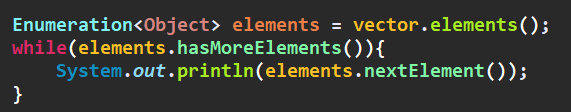 Enumeration<Object> elements = vector.elements();
while(elements.hasMoreElements()){
    System.out.println(elements.nextElement());
}